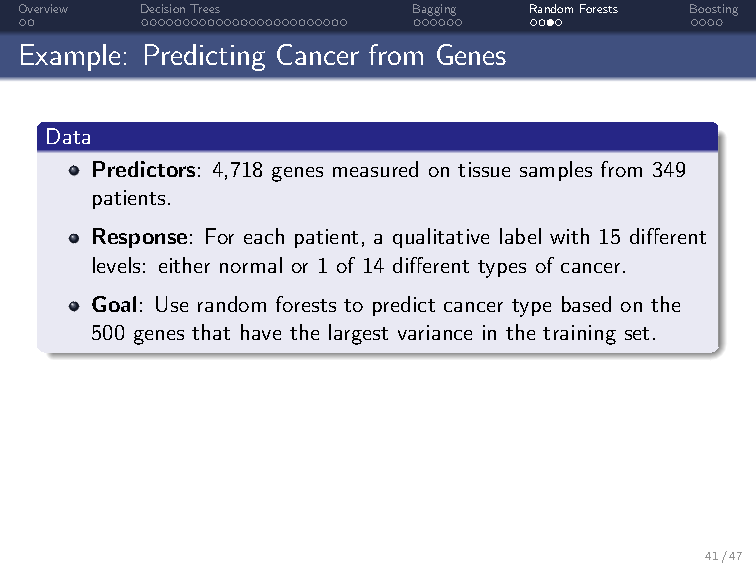 Overview Decision Trees Bagging Random Forests Boosting
Example: Predicting Cancer from Genes
Data
Predictors: 4,718 genes measured on tissue samples from 349
patients.
Response: For each patient, a qualitative label with 15 different
levels: either normal or 1 of 14 different types of cancer.
Goal: Use random forests to predict cancer type based on the
500 genes that have the largest variance in the training set.
41 / 47